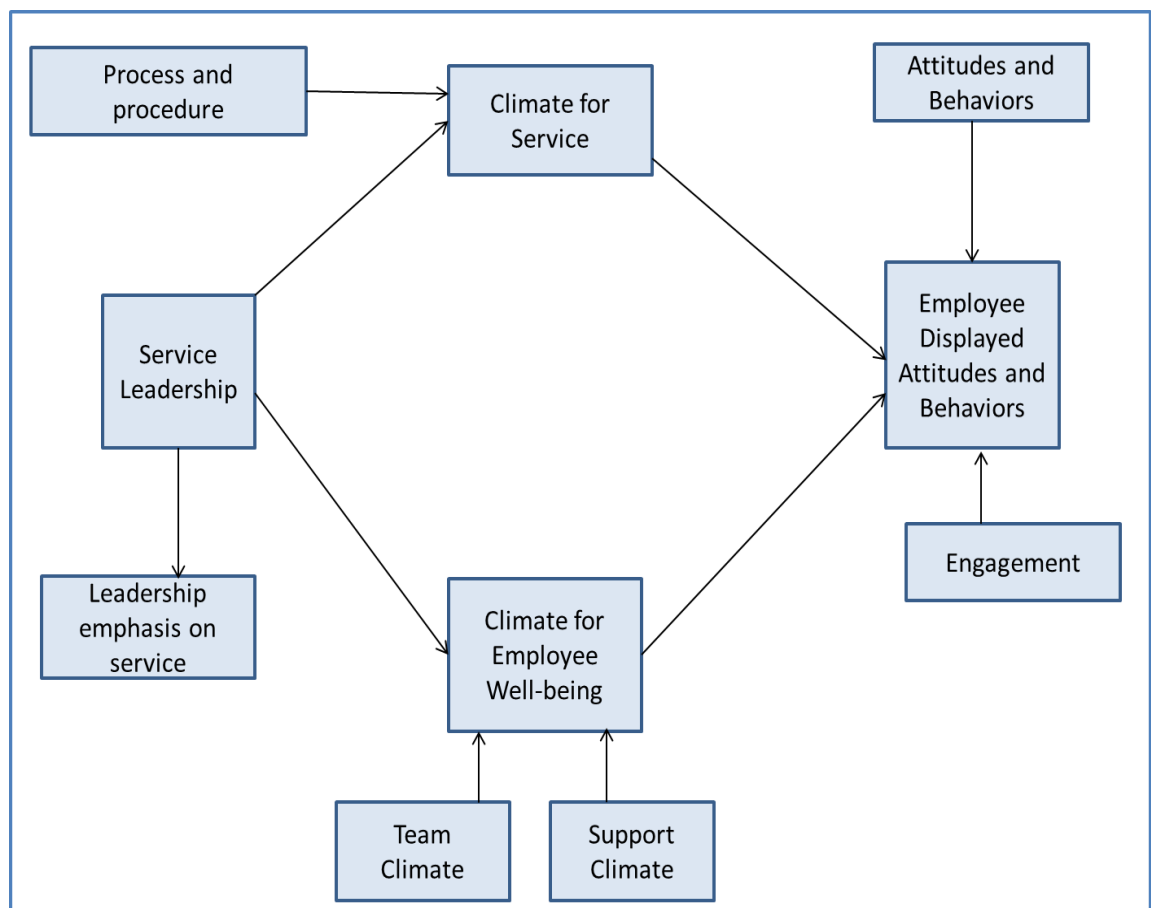 Process and
procedure
Climate for
Service
Attitudes and
Behaviors
Service
Leadership
Employee
Displayed
Attitudes and
Behaviors
Leadership
emphasis on
service
Climate for
Employee
Well-being
Engagement
Team
Climate
Support
Climate